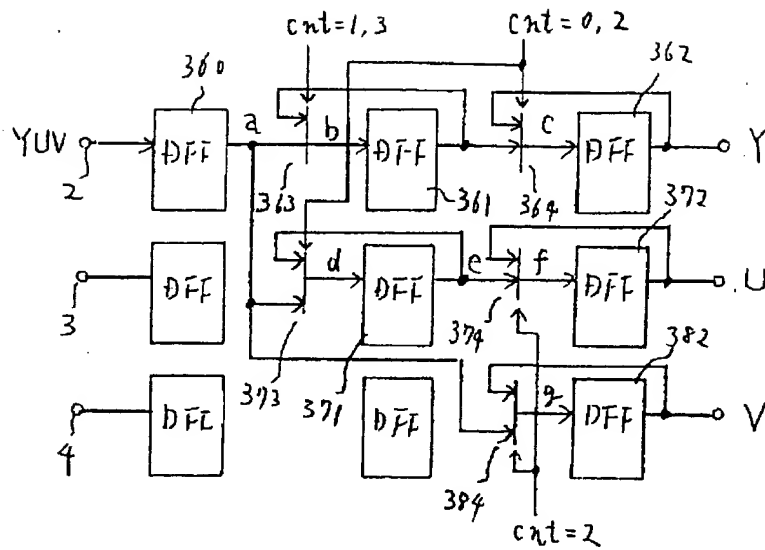 cnt=1,3
cnt=0,2
360
362
a
b
c
YUV
DFF
DFF
DFF
Y
2
363
361
364
372
d
e
f
3
DFF
DFF
DFF
U
373
371
374
382
4
DFF
DFF
g
DFF
V
384
cnt=2